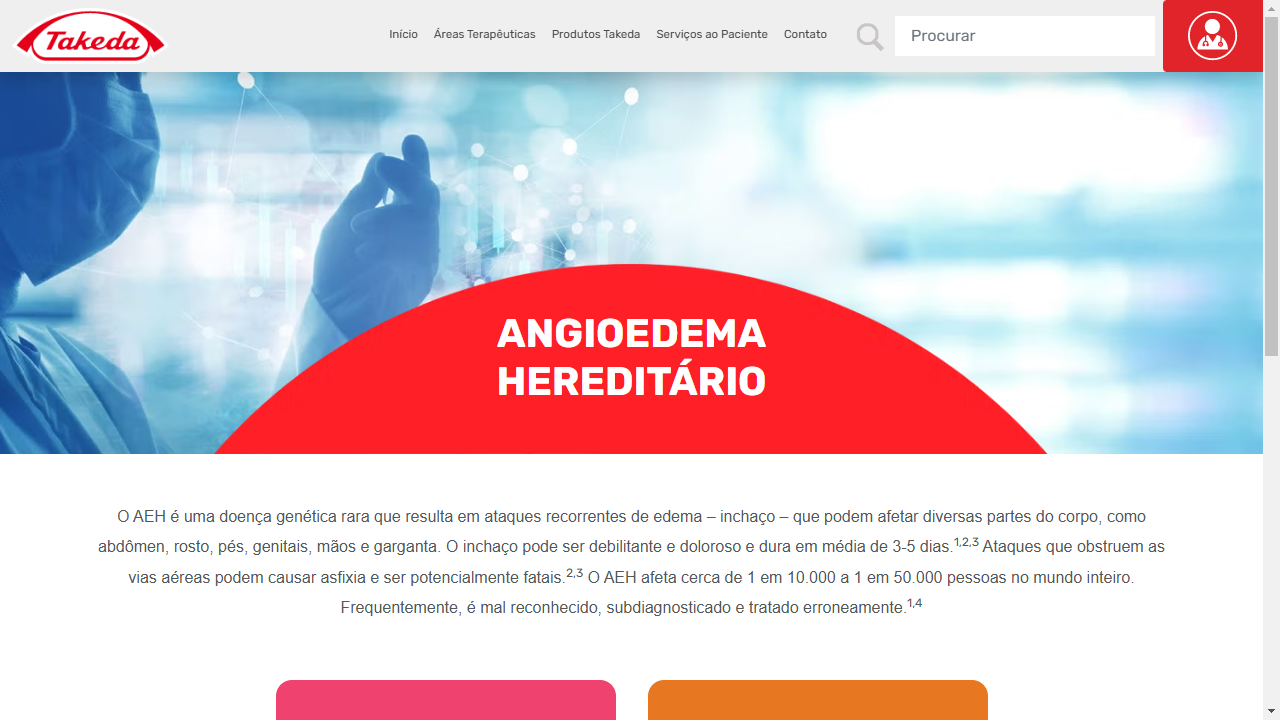 Takeda
Início Áreas Terapêuticas Produtos Takeda Serviços ao Paciente Contato Procurar
ANGIOEDEMA
HEREDITÁRIO
O AEH é uma doença genética rara que resulta em ataques recorrentes de edema – inchaço – que podem afetar diversas partes do corpo, como
abdômen, rosto, pés, genitais, mãos e garganta. O inchaço pode ser debilitante e doloroso e dura em média de 3-5 dias.1,2,3 Ataques que obstruem as
vias aéreas podem causar asfixia e ser potencialmente fatais.2,3 O AEH afeta cerca de 1 em 10.000 a 1 em 50.000 pessoas no mundo inteiro.
Frequentemente, é mal reconhecido, subdiagnosticado e tratado erroneamente.1,4